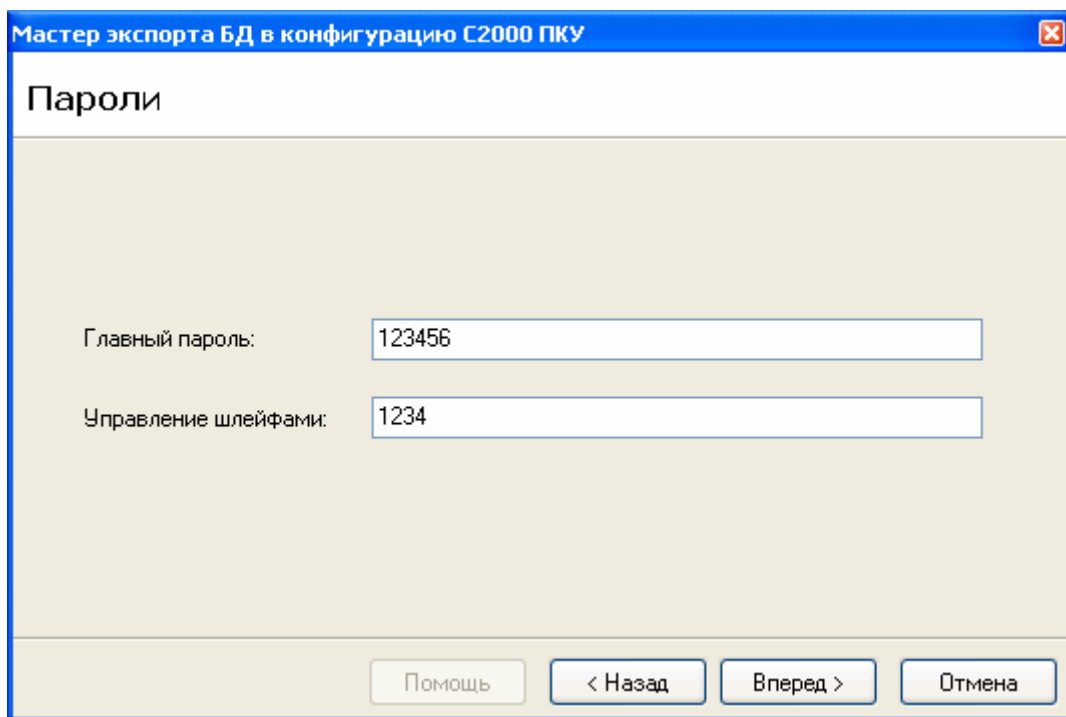 Мастер экспорта БД в конфигурацию С2000 ПКУ
Пароли
Главный пароль: 123456
Управление шлейфами: 1234
Помощь < Назад Вперед > Отмена